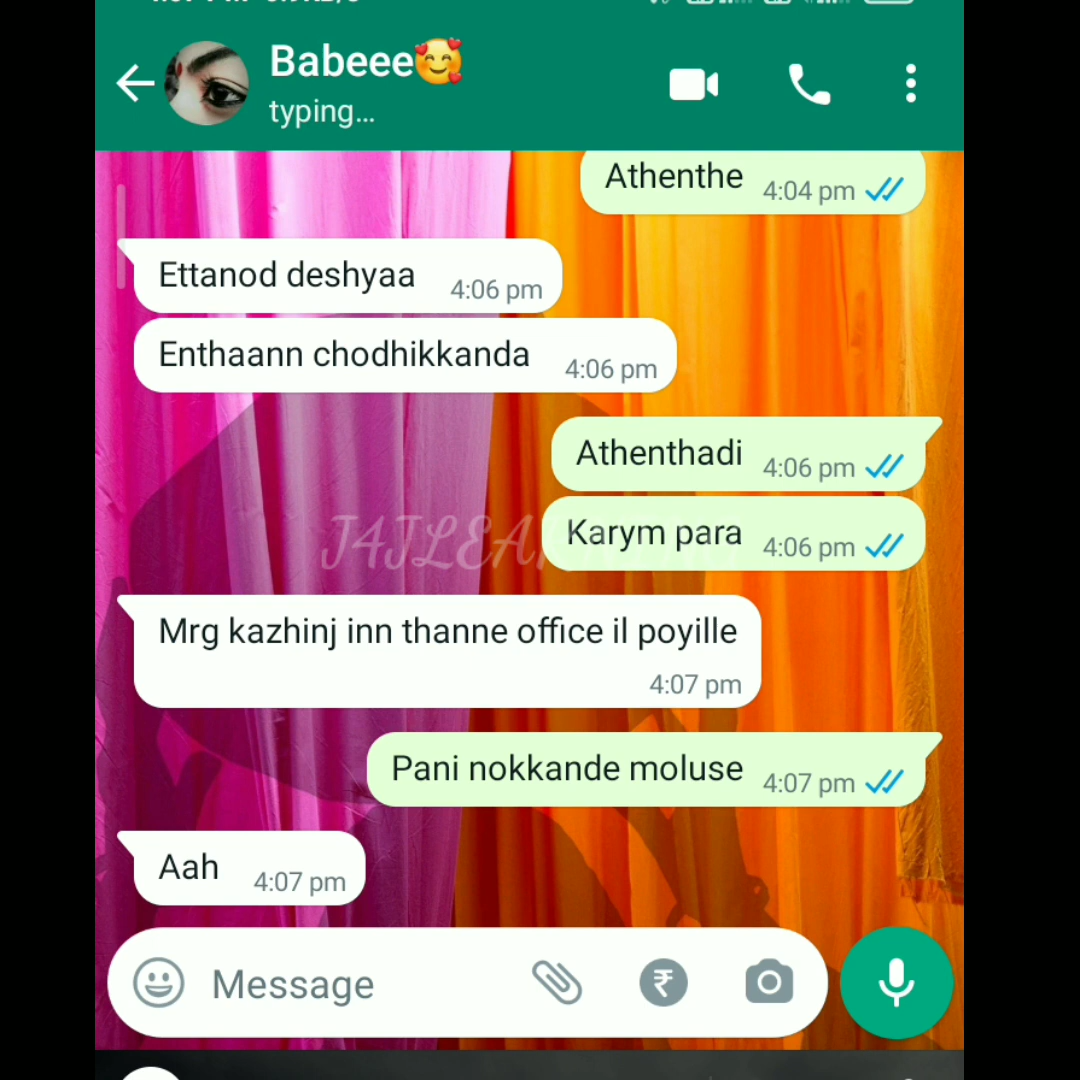 Babeee🥰
typing...
Athenthe 4:04 pm
Ettanod deshyaa 4:06 pm
Enthaann chodhikkanda 4:06 pm
Athenthadi 4:06 pm
Karym para 4:06 pm
Mrg kazhinj inn thanne office il poyille
4:07 pm
Pani nokkande moluse 4:07 pm
Aah 4:07 pm
Message